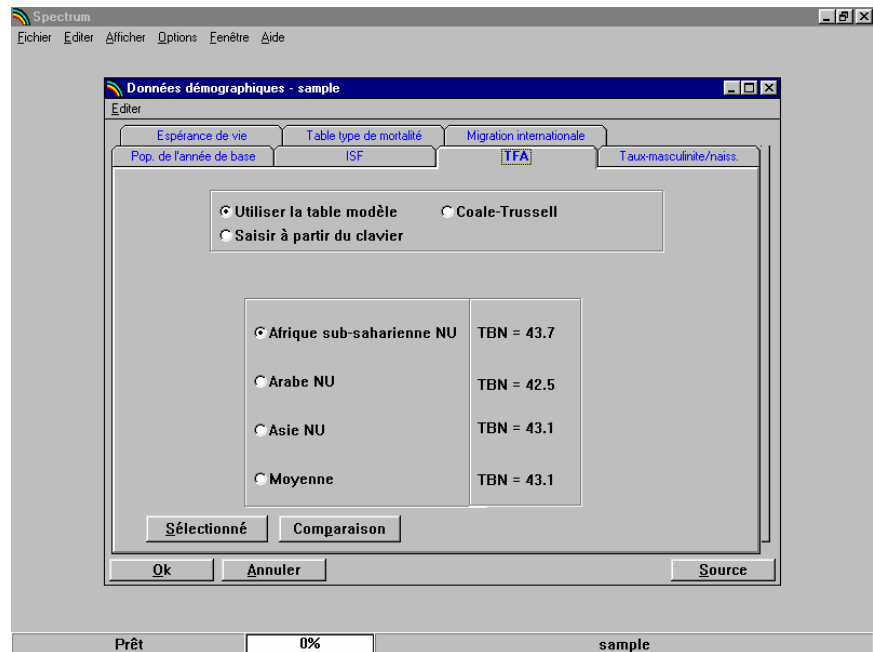 Spectrum
Fichier Editer Afficher Options Fenêtre Aide
Données démographiques - sample
Editer
Espérance de vie Table type de mortalité Migration internationale
Pop. de l'année de base ISF TFA Taux-masculinite/naiss.
Utiliser la table modèle Coale-Trussell
Saisir à partir du clavier
Afrique sub-saharienne NU TBN = 43.7
Arabe NU TBN = 42.5
Asie NU TBN = 43.1
Moyenne TBN = 43.1
Sélectionné Comparaison
Ok Annuler Source
Prêt 0% sample